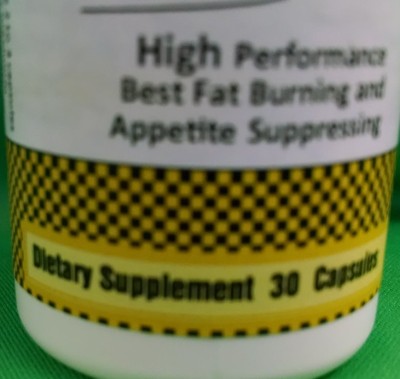 High Performance
Best Fat Burning and
Appetite Suppressing
Dietary Supplement 30 Capsules